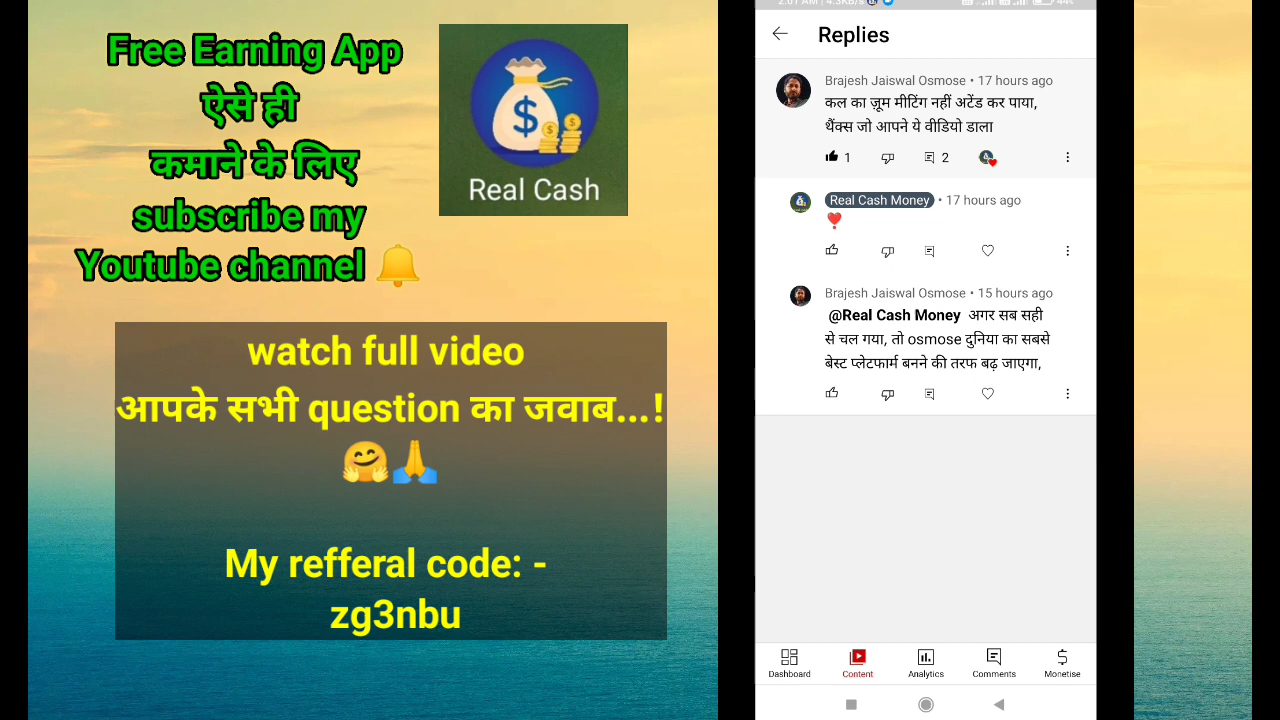 Free Earning App
ऐसे ही
कमाने के लिए
subscribe my
Youtube channel 🔔
Real Cash
watch full video
आपके सभी question का जवाब...!
🤗🙏
My refferal code: -
zg3nbu
Replies
Brajesh Jaiswal Osmose • 17 hours ago
कल का ज़ूम मीटिंग नहीं अटेंड कर पाया,
थैंक्स जो आपने ये वीडियो डाला
1
2
Real Cash Money • 17 hours ago
❣️
Brajesh Jaiswal Osmose • 15 hours ago
@Real Cash Money अगर सब सही
से चल गया, तो osmose दुनिया का सबसे
बेस्ट प्लेटफार्म बनने की तरफ बढ़ जाएगा,
Dashboard
Content
Analytics
Comments
Monetise